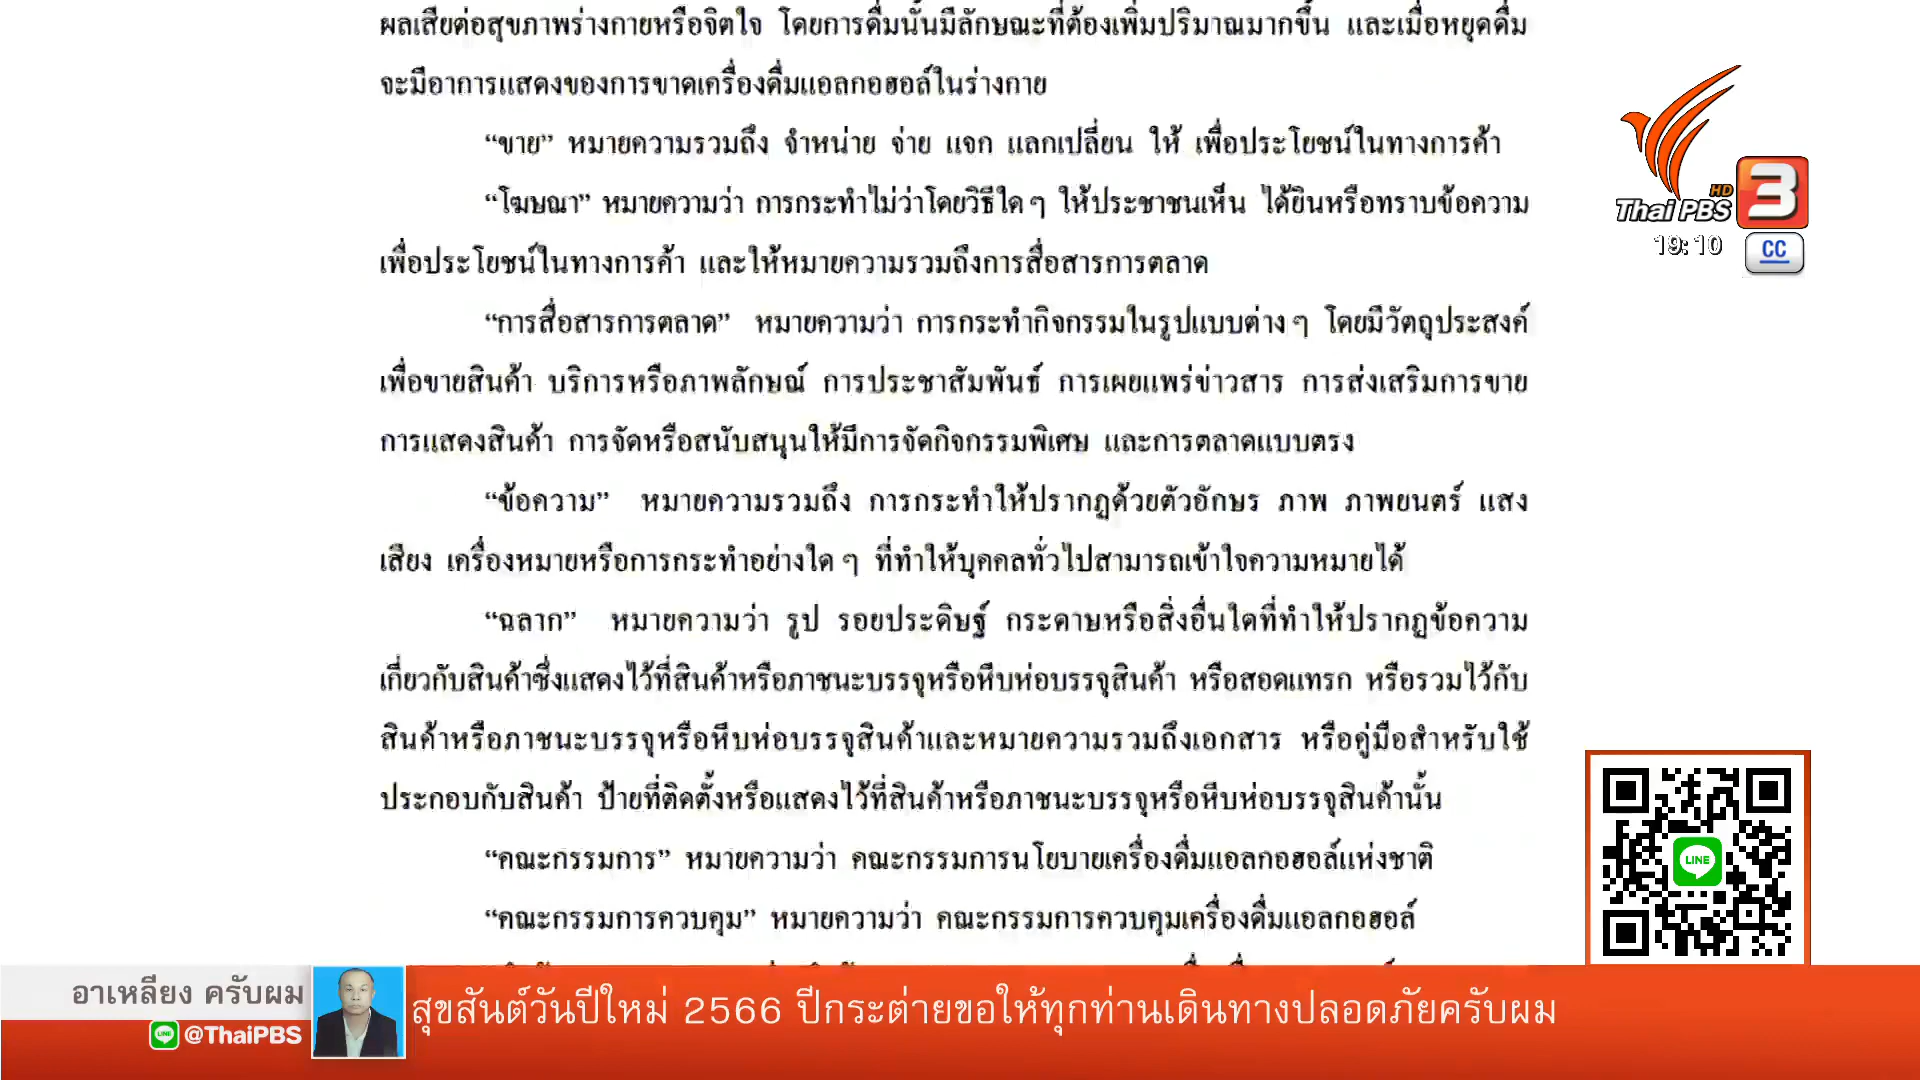 ผลเสียต่อสุขภาพร่างกายหรือจิตใจ โดยการดื่มนั้นมีลักษณะที่ต้องเพิ่มปริมาณมากขึ้น และเมื่อหยุดดื่ม
จะมีอาการแสดงของการขาดเครื่องดื่มแอลกอฮอล์ในร่างกาย
“ขาย” หมายความรวมถึง จำหน่าย จ่าย แจก แลกเปลี่ยน ให้ เพื่อประโยชน์ในทางการค้า
“โฆษณา” หมายความว่า การกระทำไม่ว่าโดยวิธีใด ๆ ให้ประชาชนเห็น ได้ยินหรือทราบข้อความ
เพื่อประโยชน์ในทางการค้า และให้หมายความรวมถึงการสื่อสารการตลาด
“การสื่อสารการตลาด” หมายความว่า การกระทำกิจกรรมในรูปแบบต่าง ๆ โดยมีวัตถุประสงค์
เพื่อขายสินค้า บริการหรือภาพลักษณ์ การประชาสัมพันธ์ การเผยแพร่ข่าวสาร การส่งเสริมการขาย
การแสดงสินค้า การจัดหรือสนับสนุนให้มีการจัดกิจกรรมพิเศษ และการตลาดแบบตรง
“ข้อความ” หมายความรวมถึง การกระทำให้ปรากฏด้วยตัวอักษร ภาพ ภาพยนตร์ แสง
เสียง เครื่องหมายหรือการกระทำอย่างใด ๆ ที่ทำให้บุคคลทั่วไปสามารถเข้าใจความหมายได้
“ฉลาก” หมายความว่า รูป รอยประดิษฐ์ กระดาษหรือสิ่งอื่นใดที่ทำให้ปรากฏข้อความ
เกี่ยวกับสินค้าซึ่งแสดงไว้ที่สินค้าหรือภาชนะบรรจุหรือหีบห่อบรรจุสินค้า หรือสอดแทรก หรือรวมไว้กับ
สินค้าหรือภาชนะบรรจุหรือหีบห่อบรรจุสินค้าและหมายความรวมถึงเอกสาร หรือคู่มือสำหรับใช้
ประกอบกับสินค้า ป้ายที่ติดตั้งหรือแสดงไว้ที่สินค้าหรือภาชนะบรรจุหรือหีบห่อบรรจุสินค้านั้น
“คณะกรรมการ” หมายความว่า คณะกรรมการนโยบายเครื่องดื่มแอลกอฮอล์แห่งชาติ
“คณะกรรมการควบคุม” หมายความว่า คณะกรรมการควบคุมเครื่องดื่มแอลกอฮอล์
Thai PBS HD 3
19:10
CC
LINE
อาเหลียง ครับผม
LINE @ThaiPBS
สุขสันต์วันปีใหม่ 2566 ปีกระต่ายขอให้ทุกท่านเดินทางปลอดภัยครับผม